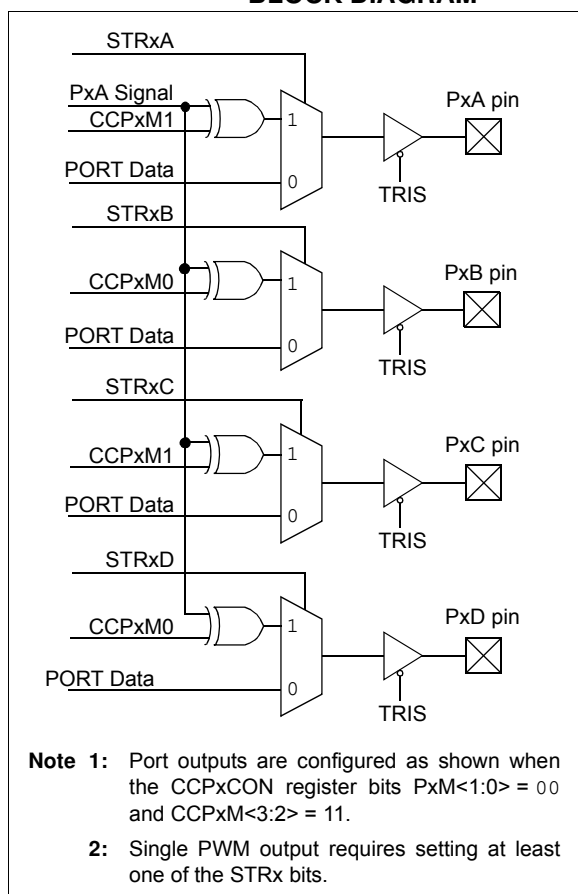 BLOCK DIAGRAM
STRxA
PxA Signal
CCPxM1
1
PORT Data
0
TRIS
PxA pin
STRxB
CCPxM0
1
PORT Data
0
TRIS
PxB pin
STRxC
CCPxM1
1
PORT Data
0
TRIS
PxC pin
STRxD
CCPxM0
1
PORT Data
0
TRIS
PxD pin
Note 1: Port outputs are configured as shown when
the CCPxCON register bits PxM<1:0> = 00
and CCPxM<3:2> = 11.
2: Single PWM output requires setting at least
one of the STRx bits.